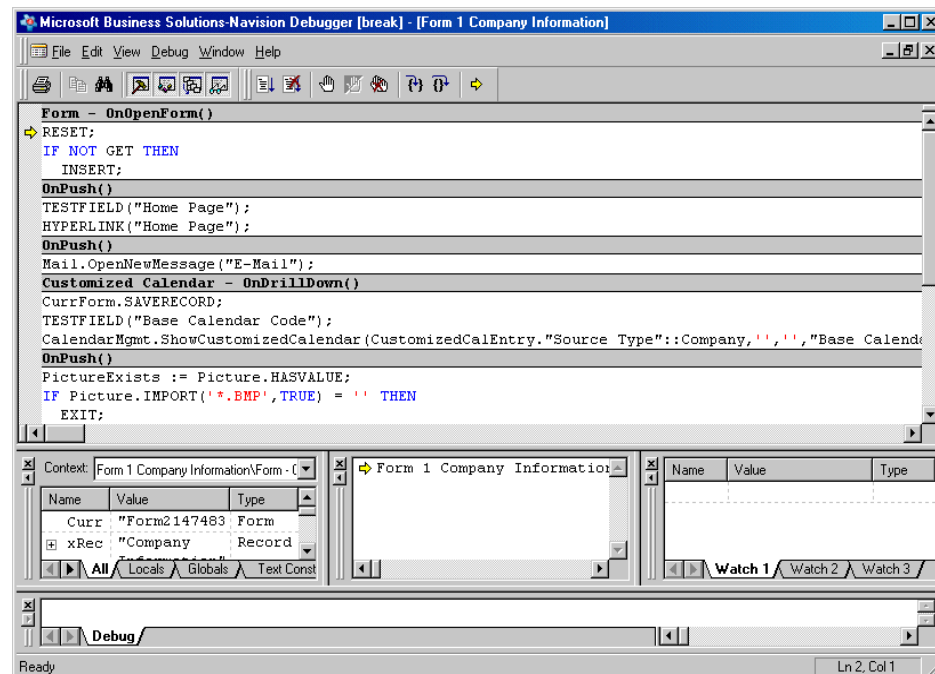 Microsoft Business Solutions-Navision Debugger [break] - [Form 1 Company Information]
File Edit View Debug Window Help
Form - OnOpenForm()
RESET;
IF NOT GET THEN
INSERT;
OnPush()
TESTFIELD("Home Page");
HYPERLINK("Home Page");
OnPush()
Mail.OpenNewMessage("E-Mail");
Customized Calendar - OnDrillDown()
CurrForm.SAVERECORD;
TESTFIELD("Base Calendar Code");
CalendarMgmt.ShowCustomizedCalendar(CustomizedCalEntry."Source Type"::Company,'','',"Base Calenda
OnPush()
PictureExists := Picture.HASVALUE;
IF Picture.IMPORT('*.BMP',TRUE) = '' THEN
EXIT;
Context: Form 1 Company Information\Form - (
Name Value Type
Curr "Form2147483 Form
xRec "Company Record
All Locals Globals Text Const
Form 1 Company Information
Name Value Type
Watch 1 Watch 2 Watch 3
Debug
Ready Ln 2, Col 1